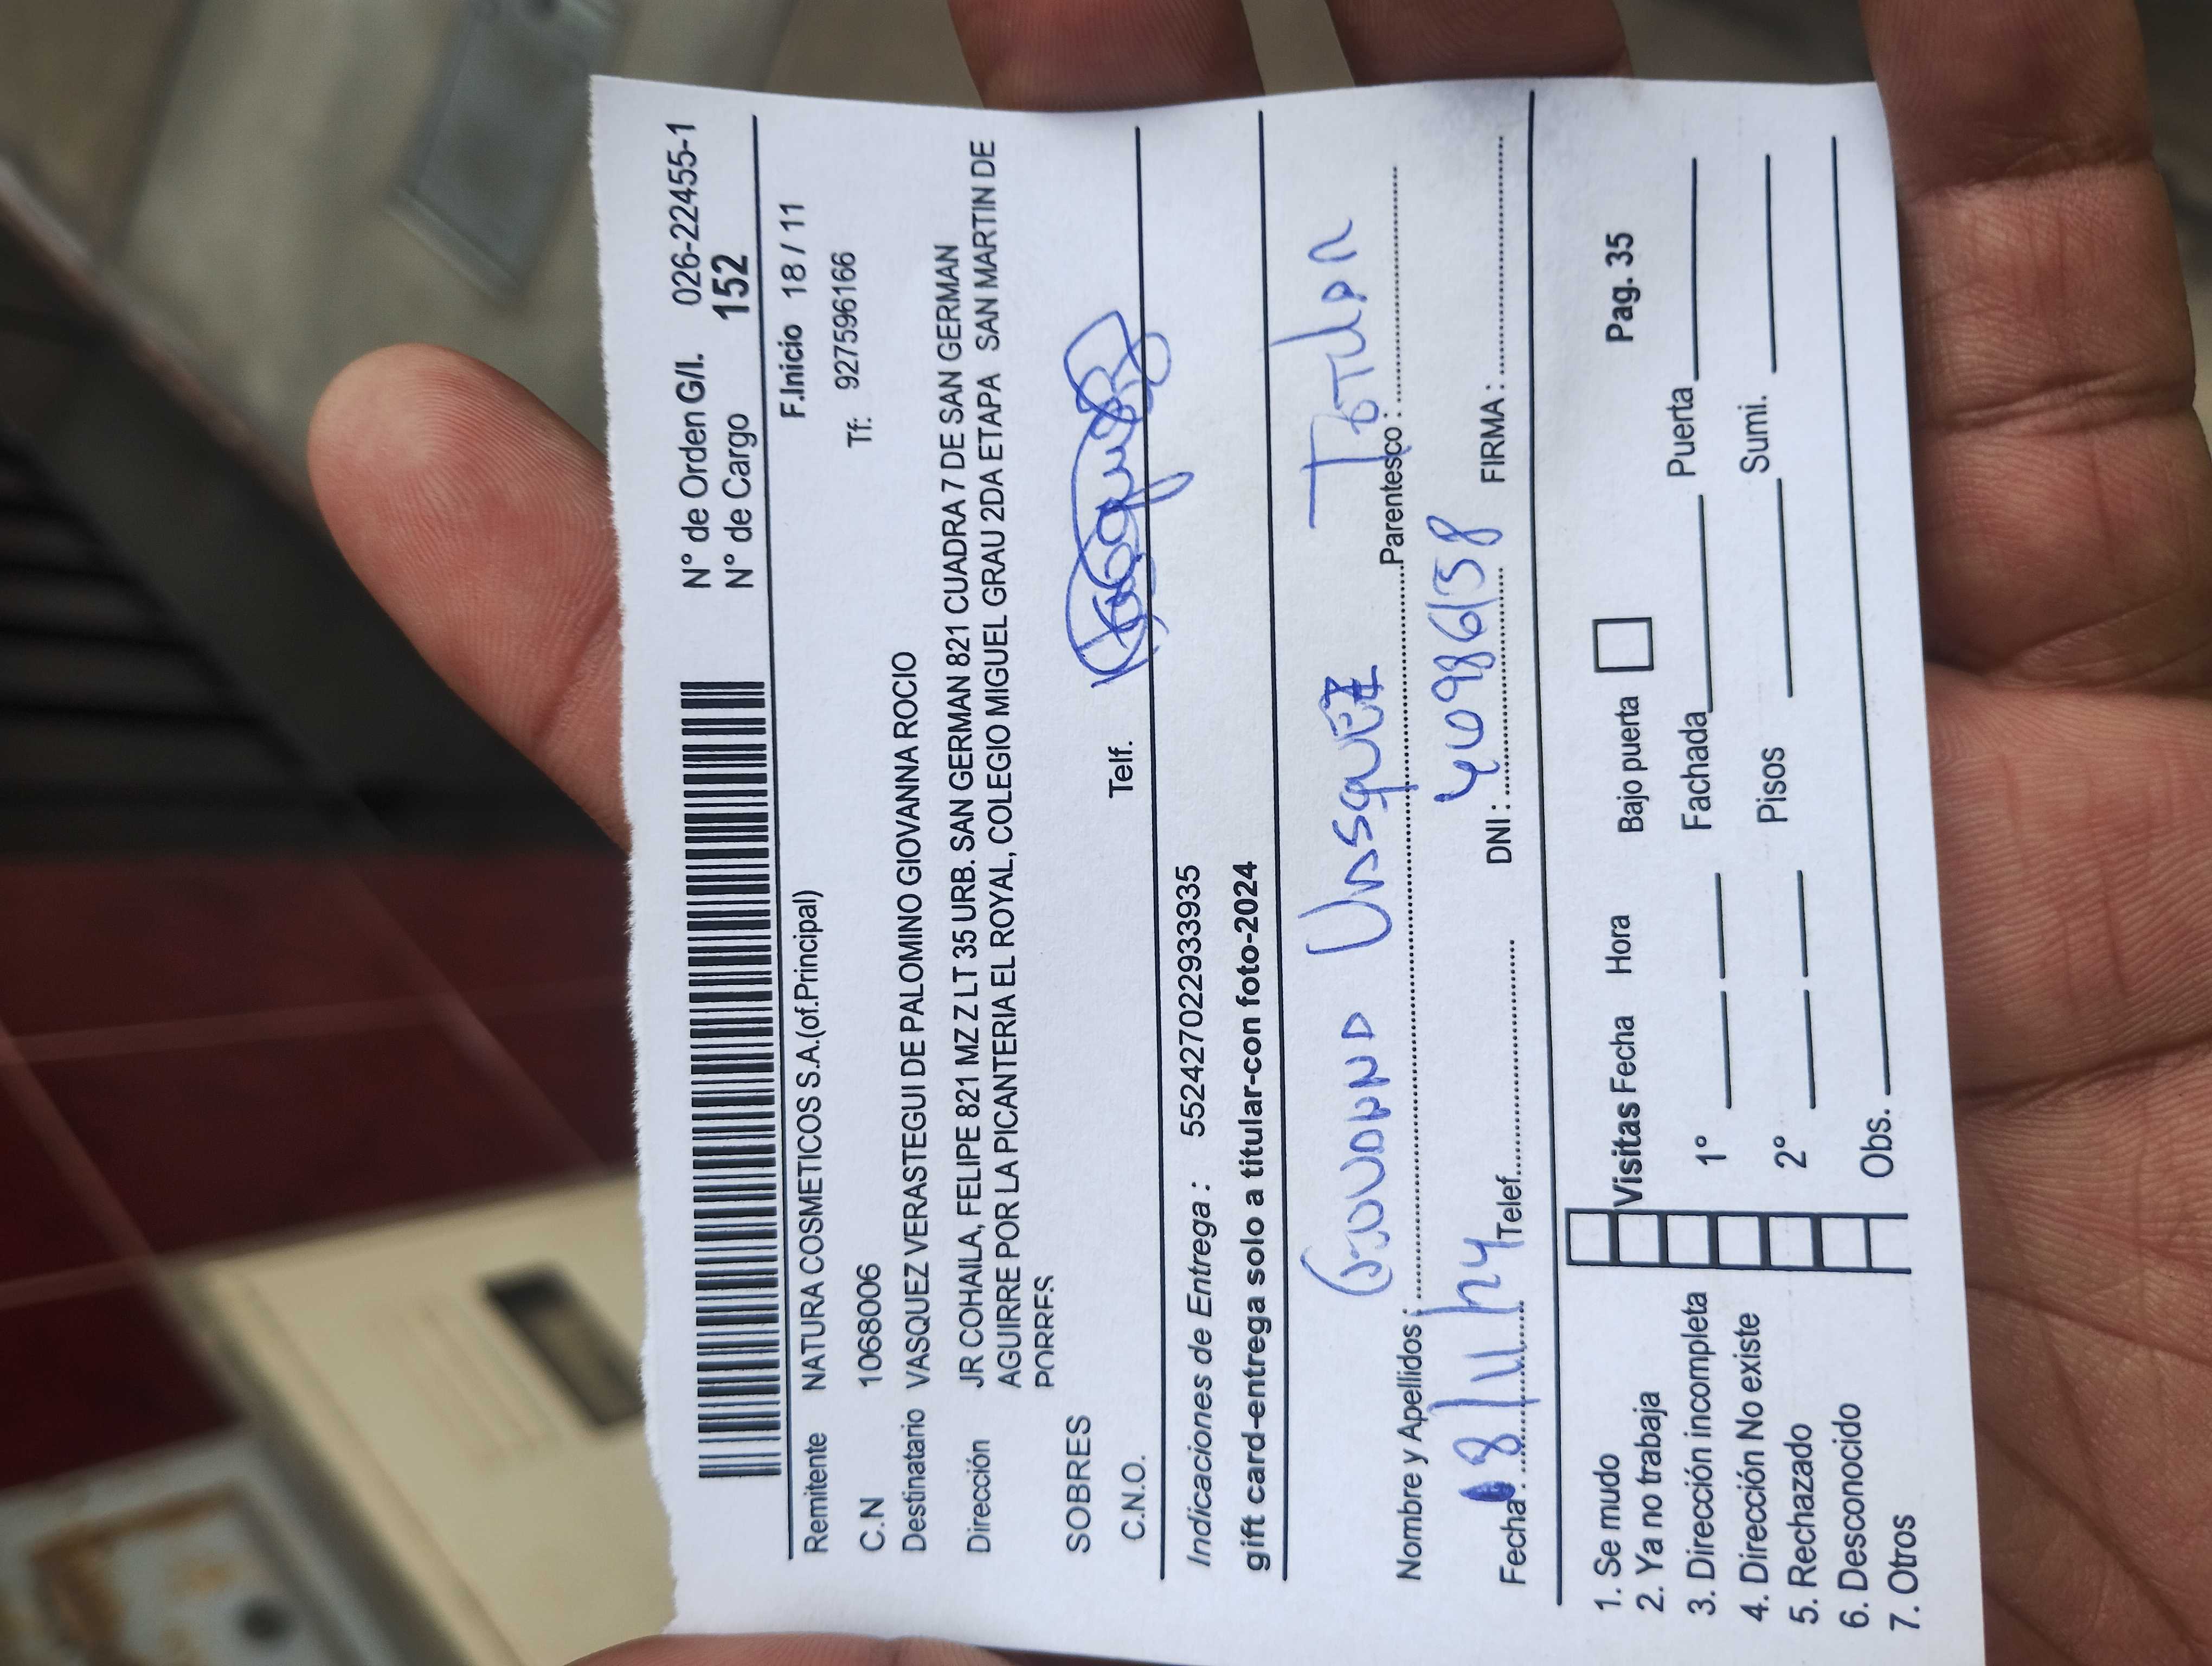 N° de Orden G/I. 026-22455-1
N° de Cargo 152
F.Inicio 18 / 11
Remitente NATURA COSMETICOS S.A.(of.Principal)
C.N 1068006 Tf: 927596166
Destinatario VASQUEZ VERASTEGUI DE PALOMINO GIOVANNA ROCIO
Dirección JR COHAILA, FELIPE 821 MZ Z LT 35 URB. SAN GERMAN 821 CUADRA 7 DE SAN GERMAN
AGUIRRE POR LA PICANTERIA EL ROYAL, COLEGIO MIGUEL GRAU 2DA ETAPA SAN MARTIN DE
PORRES
SOBRES
C.N.O. Telf.
Indicaciones de Entrega : 5524270222933935
gift card-entrega solo a titular-con foto-2024
Nombre y Apellidos : VASQUEZ Parentesco : TITULAR
Fecha : 18/11/24 Telef. DNI : 40986138 FIRMA :
1. Se mudo
2. Ya no trabaja
3. Dirección incompleta
4. Dirección No existe
5. Rechazado
6. Desconocido
7. Otros
Visitas Fecha Hora Bajo puerta Pag. 35
1° Fachada Puerta
2° Pisos Sumi.
Obs.